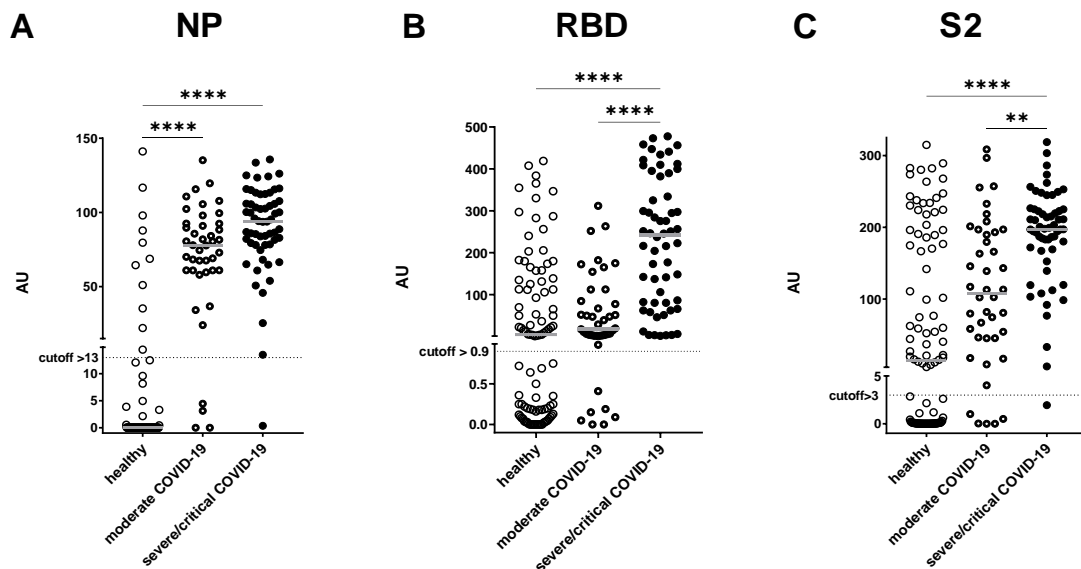 A
NP
****
****
150
100
50
AU
cutoff >13
10
5
0
healthy
moderate COVID-19
severe/critical COVID-19
B
RBD
****
****
500
400
300
200
100
AU
cutoff > 0.9
0.5
0.0
healthy
moderate COVID-19
severe/critical COVID-19
C
S2
****
**
300
200
100
AU
5
cutoff>3
0
healthy
moderate COVID-19
severe/critical COVID-19